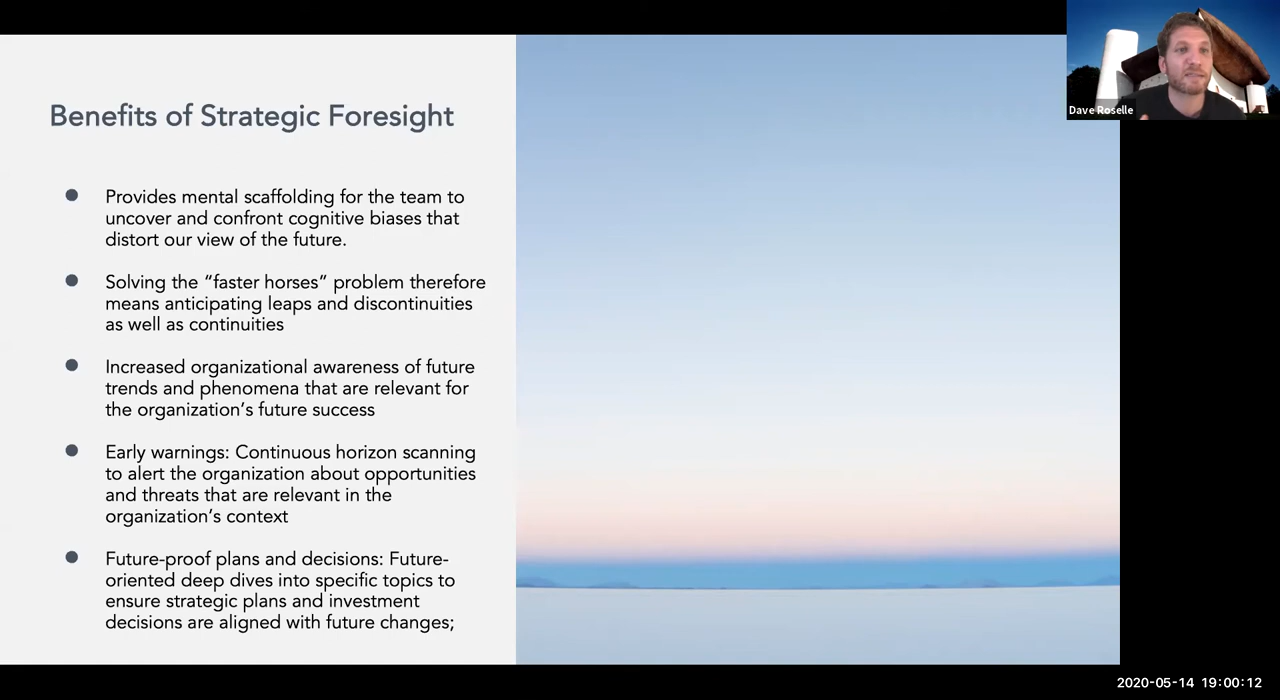 Benefits of Strategic Foresight
Provides mental scaffolding for the team to
uncover and confront cognitive biases that
distort our view of the future.
Solving the “faster horses” problem therefore
means anticipating leaps and discontinuities
as well as continuities
Increased organizational awareness of future
trends and phenomena that are relevant for
the organization’s future success
Early warnings: Continuous horizon scanning
to alert the organization about opportunities
and threats that are relevant in the
organization’s context
Future-proof plans and decisions: Future-
oriented deep dives into specific topics to
ensure strategic plans and investment
decisions are aligned with future changes;
Dave Roselle
2020-05-14 19:00:12